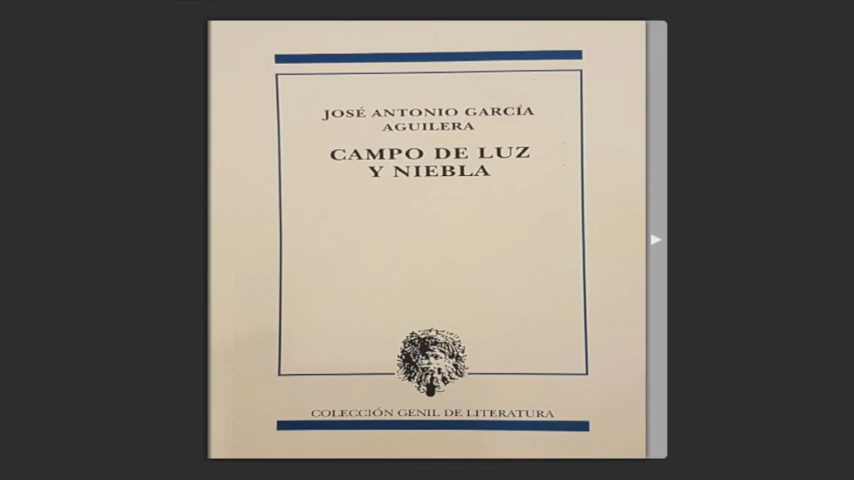 JOSÉ ANTONIO GARCÍA
AGUILERA
CAMPO DE LUZ
Y NIEBLA
COLECCIÓN GENIL DE LITERATURA